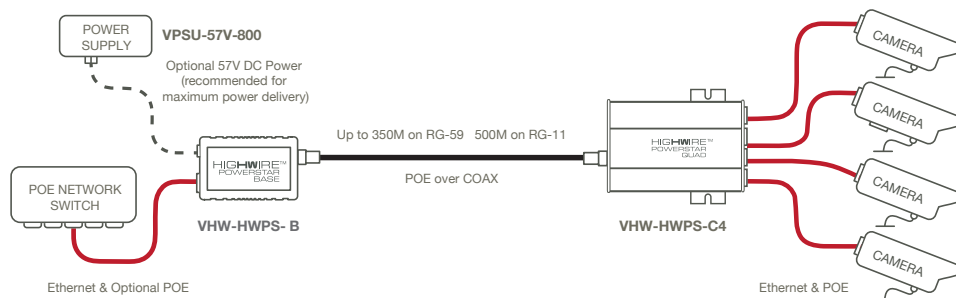 POWER
SUPPLY
VPSU-57V-800
Optional 57V DC Power
(recommended for
maximum power delivery)
POE NETWORK
SWITCH
HIGHWIRE™
POWERSTAR
BASE
VHW-HWPS- B
Ethernet & Optional POE
Up to 350M on RG-59 500M on RG-11
POE over COAX
HIGHWIRE™
POWERSTAR
QUAD
VHW-HWPS-C4
CAMERA
CAMERA
CAMERA
CAMERA
Ethernet & POE